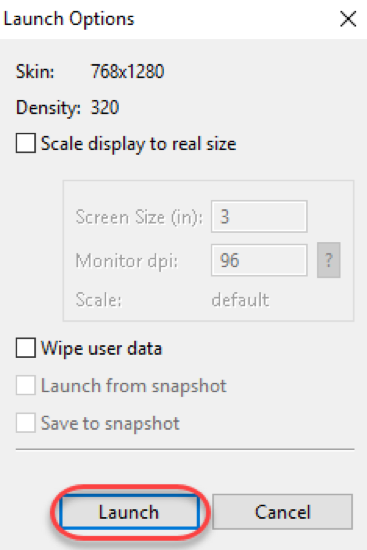 Launch Options
Skin: 768x1280
Density: 320
Scale display to real size
Screen Size (in): 3
Monitor dpi: 96 ?
Scale: default
Wipe user data
Launch from snapshot
Save to snapshot
Launch Cancel